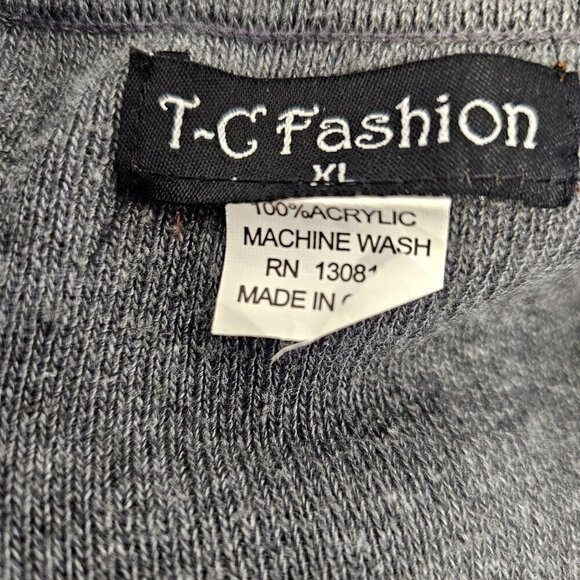 T~C Fashion
XL
100%ACRYLIC
MACHINE WASH
RN 13081
MADE IN